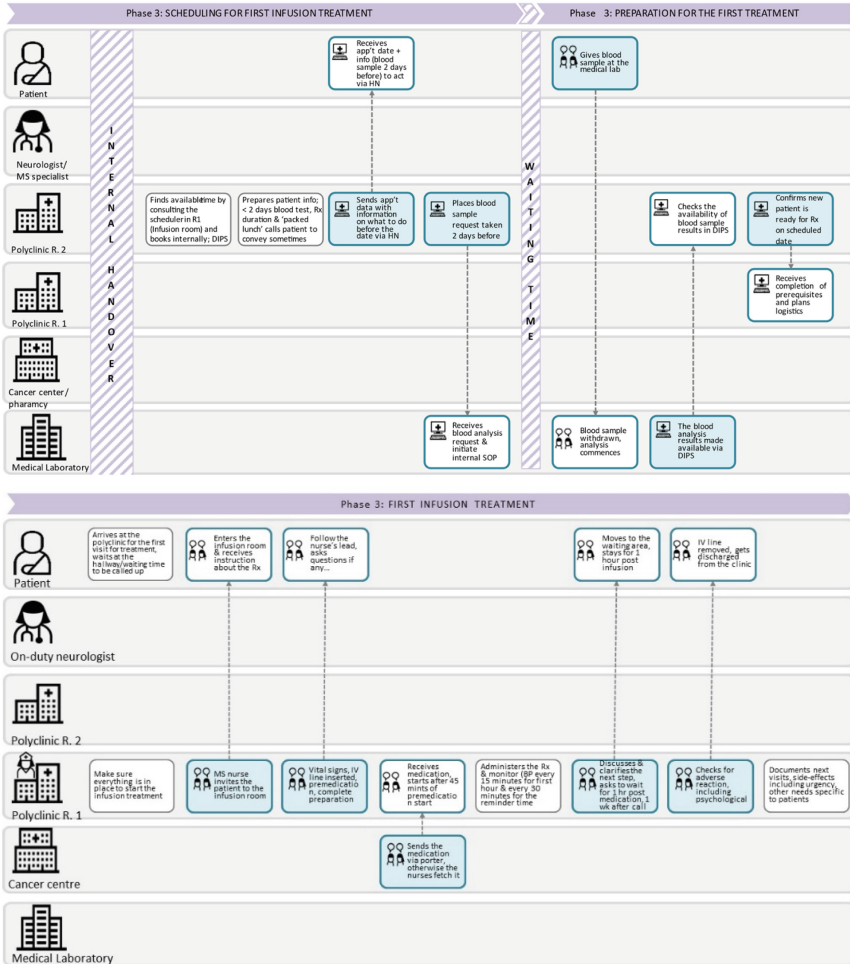 Phase 3: SCHEDULING FOR FIRST INFUSION TREATMENT
Phase 3: PREPARATION FOR THE FIRST TREATMENT
Patient
Receives
app't date +
info (blood
sample 2 days
before) to act
via HN
Gives blood
sample at the
medical lab
INTERNAL HANDOVER
WAITING TIME
Neurologist/
MS specialist
Polyclinic R. 2
Finds available time by
consulting the
scheduler in R1
(Infusion room) and
books internally; DIPS
Prepares patient info;
< 2 days blood test, Rx
duration & 'packed
lunch' calls patient to
convey sometimes
Sends app't
data with
information
on what to do
before the
date via HN
Places blood
sample
request taken
2 days before
Checks the
availability of
blood sample
results in DIPS
Confirms new
patient is
ready for Rx
on scheduled
date
Polyclinic R. 1
Receives
completion of
prerequisites
and plans
logistics
Cancer center/
pharamcy
Medical Laboratory
Receives
blood analysis
request &
initiate
internal SOP
Blood sample
withdrawn,
analysis
commences
The blood
analysis
results made
available via
DIPS
Phase 3: FIRST INFUSION TREATMENT
Patient
Arrives at the
polyclinic for the first
visit for treatment,
waits at the
hallway/waiting time
to be called up
Enters the
infusion room
& receives
instruction
about the Rx
Follow the
nurse's lead,
asks
questions if
any...
Moves to the
waiting area,
stays for 1
hour post
infusion
IV line
removed, gets
discharged
from the clinic
On-duty neurologist
Polyclinic R. 2
Polyclinic R. 1
Make sure
everything is in
place to start the
infusion treatment
MS nurse
invites the
patient to the
infusion room
Vital signs, IV
line inserted,
premedicatio
n, complete
preparation
Receives
medication,
starts after 45
mints of
premedicatio
n start
Administers the Rx
& monitor (BP every
15 minutes for first
hour & every 30
minutes for the
reminder time
Discusses &
clarifies the
next step,
asks to wait
for 1 hr post
medication, 1
wk after call
Checks for
adverse
reaction,
including
psychological
Documents next
visits, side-effects
including urgency,
other needs specific
to patients
Cancer centre
Sends the
medication
via porter,
otherwise the
nurses fetch it
Medical Laboratory